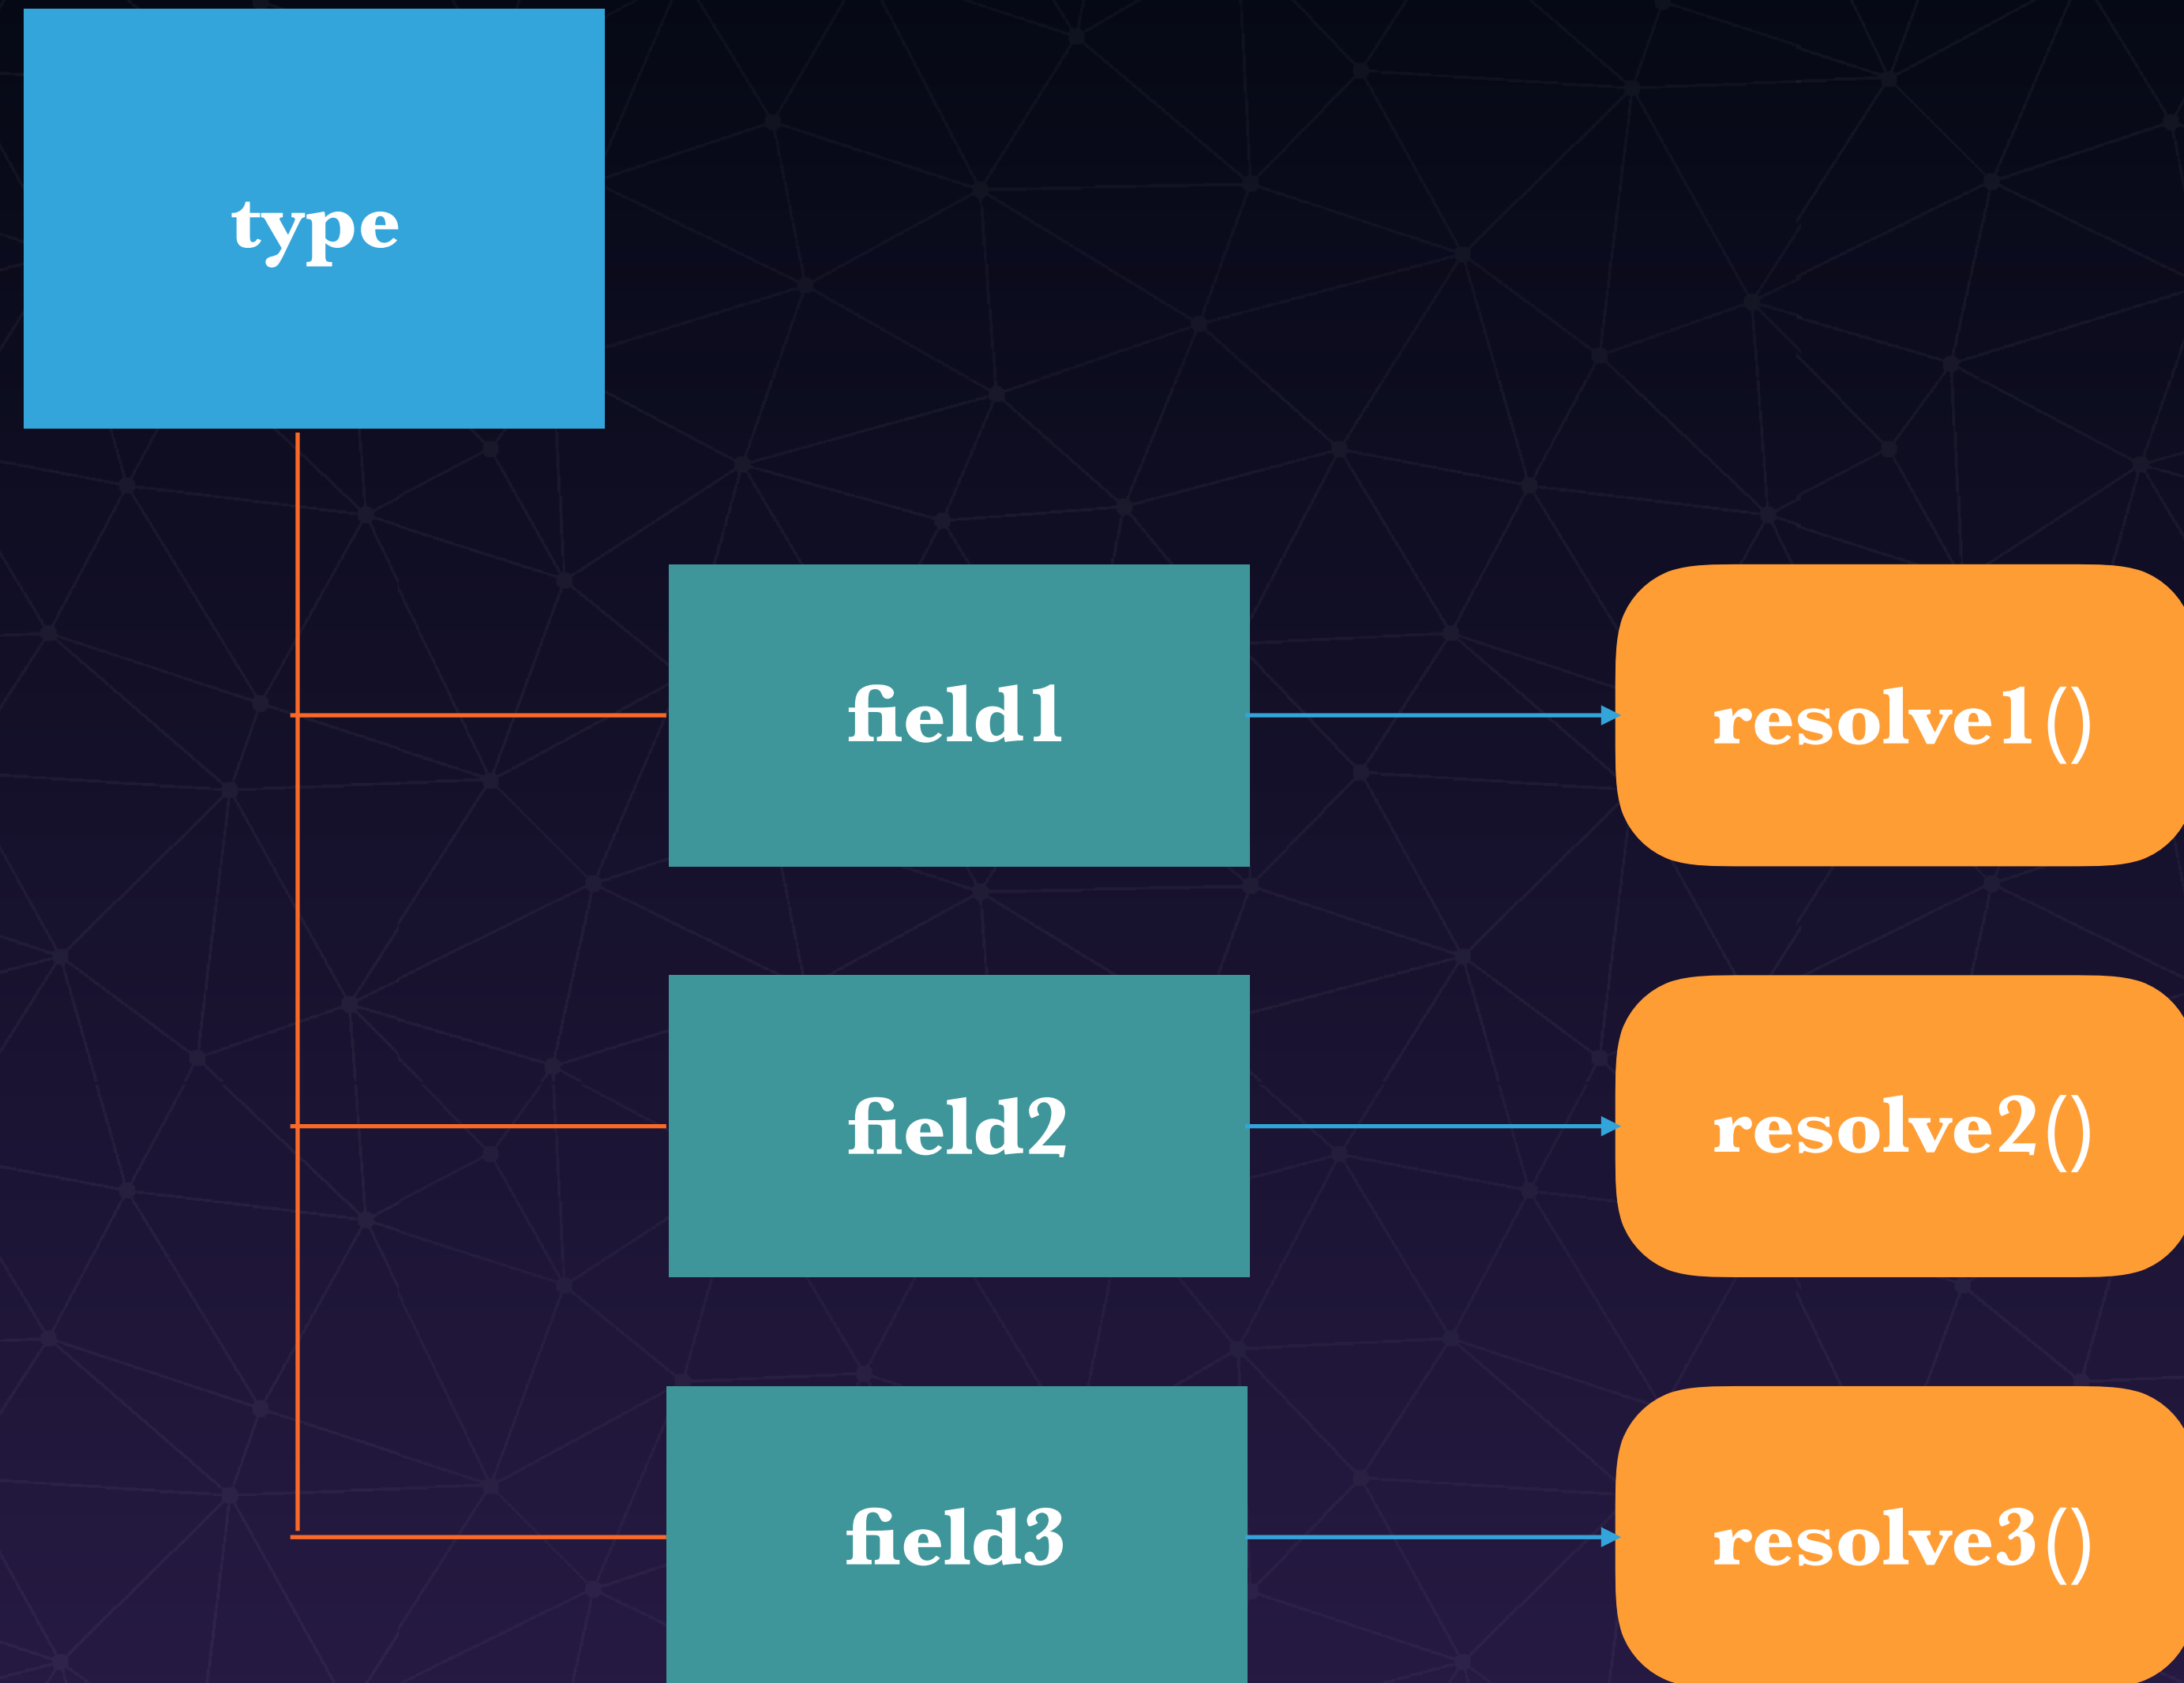 type
field1
resolve1()
field2
resolve2()
field3
resolve3()